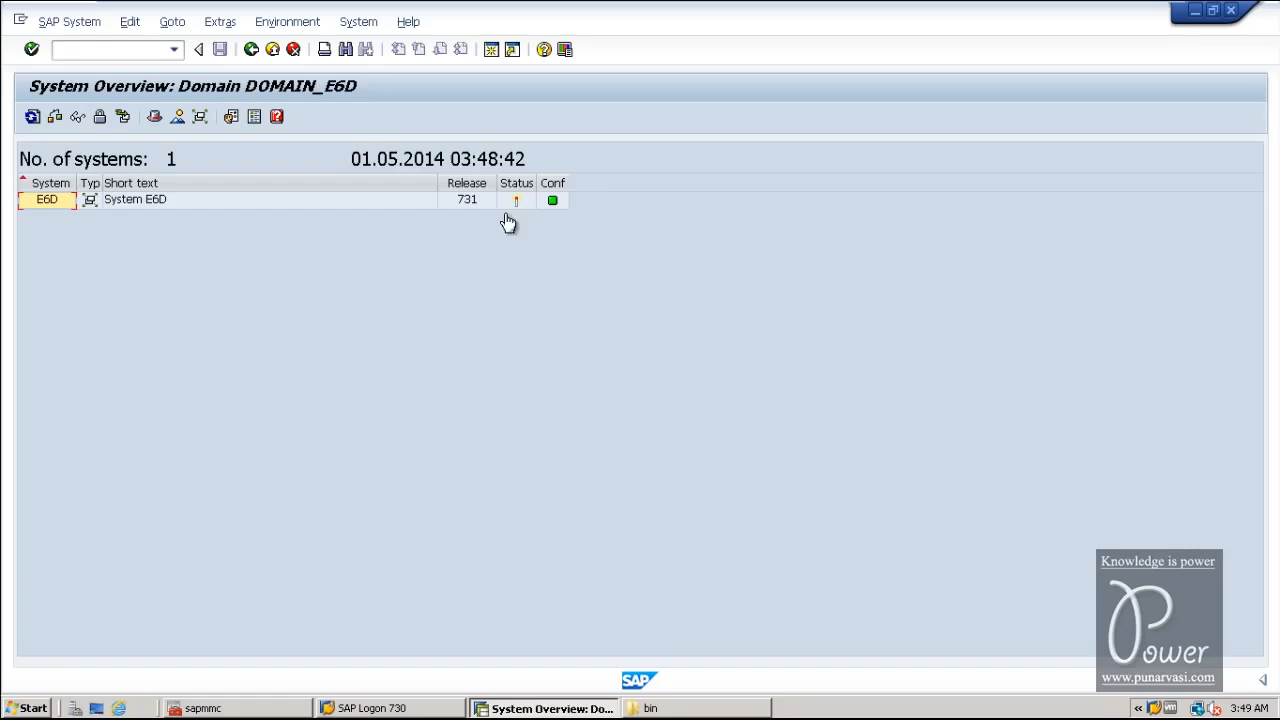 SAP System Edit Goto Extras Environment System Help
System Overview: Domain DOMAIN_E6D
No. of systems: 1 01.05.2014 03:48:42
System Typ Short text Release Status Conf
E6D System E6D 731
Knowledge is power
Power
www.punarvasi.com
SAP
Start sapmmc SAP Logon 730 System Overview: Do... bin 3:49 AM